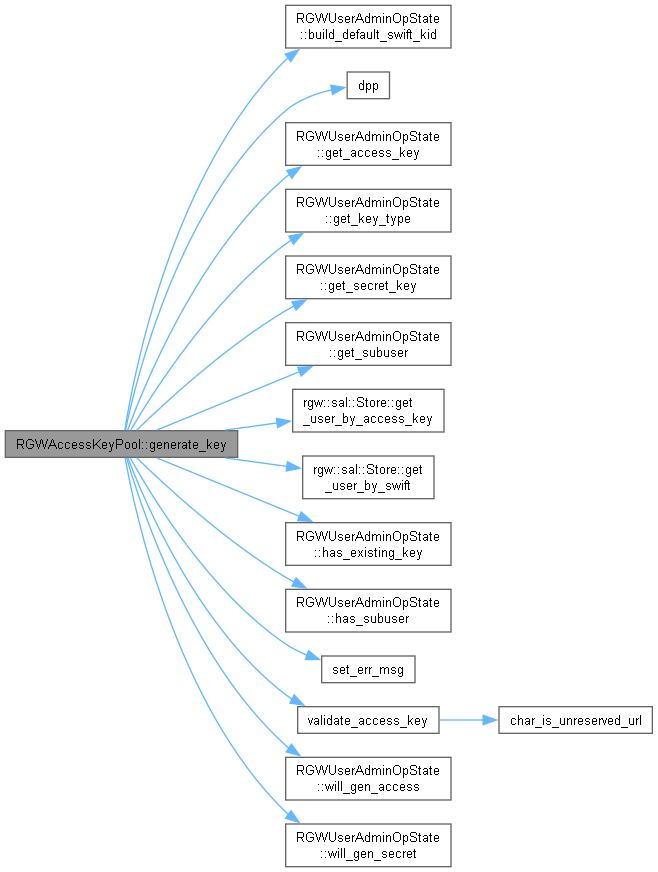 RGWUserAdminOpState
::build_default_swift_kid
dpp
RGWUserAdminOpState
::get_access_key
RGWUserAdminOpState
::get_key_type
RGWUserAdminOpState
::get_secret_key
RGWUserAdminOpState
::get_subuser
rgw::sal::Store::get
_user_by_access_key
RGWAccessKeyPool::generate_key
rgw::sal::Store::get
_user_by_swift
RGWUserAdminOpState
::has_existing_key
RGWUserAdminOpState
::has_subuser
set_err_msg
validate_access_key
char_is_unreserved_url
RGWUserAdminOpState
::will_gen_access
RGWUserAdminOpState
::will_gen_secret